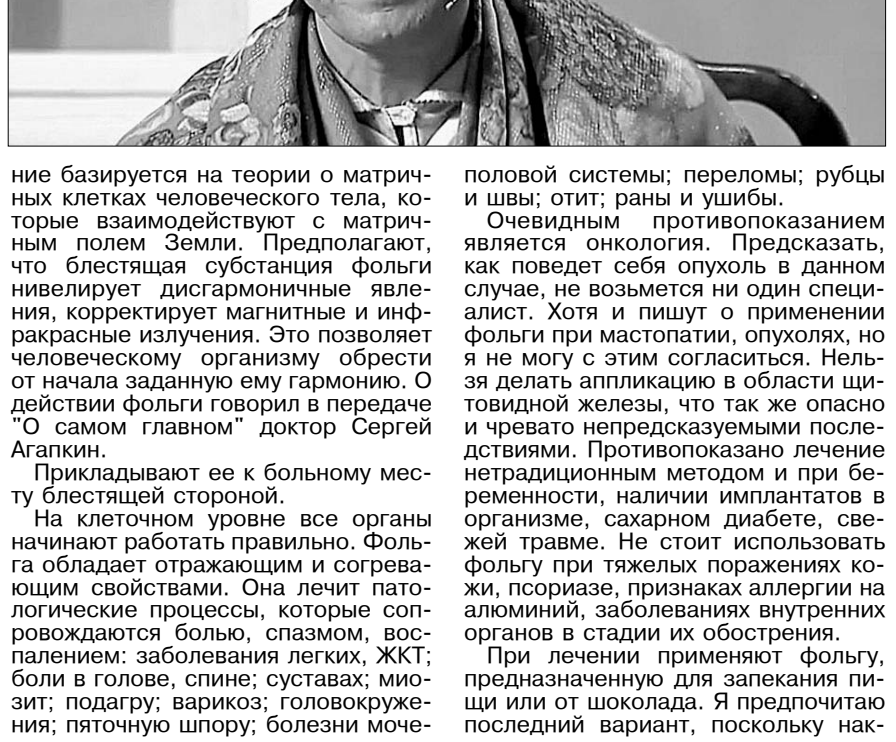 ние базируется на теории о матрич-
ных клетках человеческого тела, ко-
торые взаимодействуют с матрич-
ным полем Земли. Предполагают,
что блестящая субстанция фольги
нивелирует дисгармоничные явле-
ния, корректирует магнитные и инф-
ракрасные излучения. Это позволяет
человеческому организму обрести
от начала заданную ему гармонию. О
действии фольги говорил в передаче
"О самом главном" доктор Сергей
Агапкин.
Прикладывают ее к больному мес-
ту блестящей стороной.
На клеточном уровне все органы
начинают работать правильно. Фоль-
га обладает отражающим и согрева-
ющим свойствами. Она лечит пато-
логические процессы, которые соп-
ровождаются болью, спазмом, вос-
палением: заболевания легких, ЖКТ;
боли в голове, спине; суставах; мио-
зит; подагру; варикоз; головокруже-
ния; пяточную шпору; болезни моче-
половой системы; переломы; рубцы
и швы; отит; раны и ушибы.
Очевидным противопоказанием
является онкология. Предсказать,
как поведет себя опухоль в данном
случае, не возьмется ни один специ-
алист. Хотя и пишут о применении
фольги при мастопатии, опухолях, но
я не могу с этим согласиться. Нель-
зя делать аппликацию в области щи-
товидной железы, что так же опасно
и чревато непредсказуемыми после-
дствиями. Противопоказано лечение
нетрадиционным методом и при бе-
ременности, наличии имплантатов в
организме, сахарном диабете, све-
жей травме. Не стоит использовать
фольгу при тяжелых поражениях ко-
жи, псориазе, признаках аллергии на
алюминий, заболеваниях внутренних
органов в стадии их обострения.
При лечении применяют фольгу,
предназначенную для запекания пи-
щи или от шоколада. Я предпочитаю
последний вариант, поскольку нак-